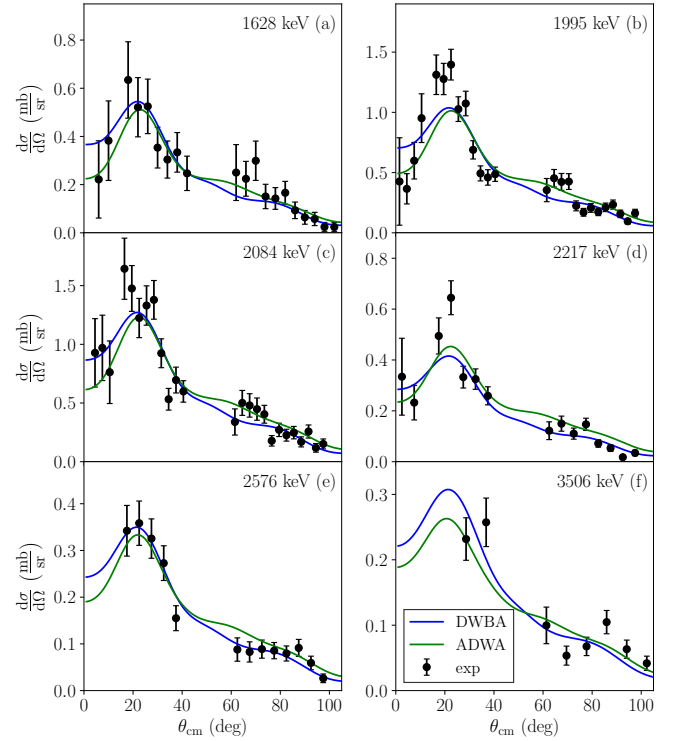 1628 keV (a)
1995 keV (b)
0.8
0.6
0.4
0.2
0.0
1.5
1.0
0.5
0.0
dσ/dΩ (mb/sr)
2084 keV (c)
2217 keV (d)
1.5
1.0
0.5
0.0
0.8
0.6
0.4
0.2
0.0
dσ/dΩ (mb/sr)
2576 keV (e)
3506 keV (f)
0.4
0.3
0.2
0.1
0.0
0.3
0.2
0.1
0.0
dσ/dΩ (mb/sr)
DWBA
ADWA
exp
0 20 40 60 80 100
0 20 40 60 80 100
θcm (deg)
θcm (deg)